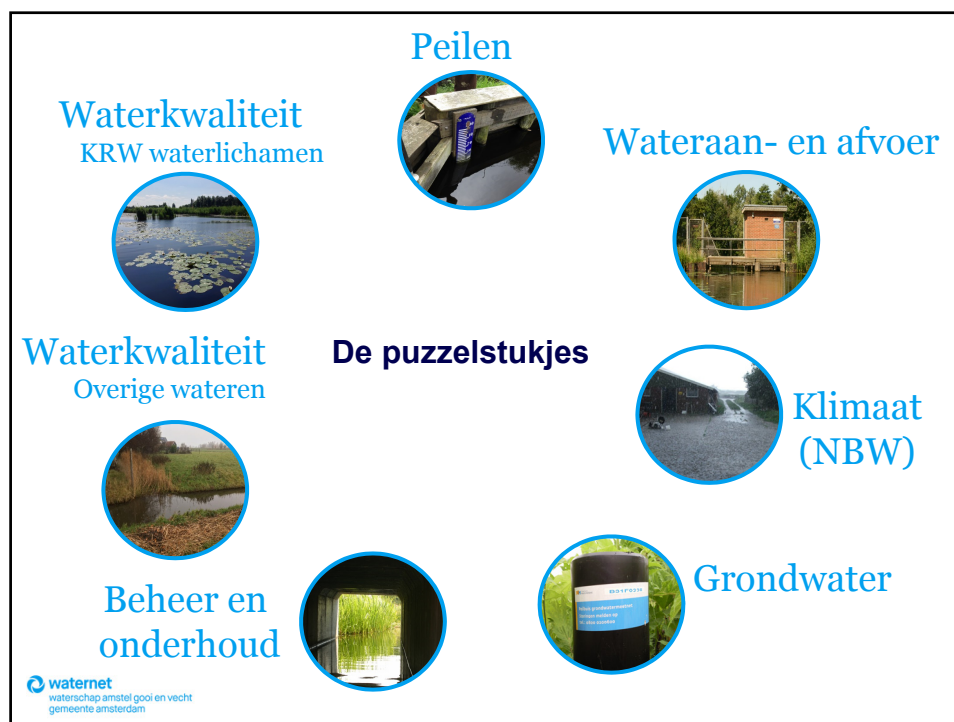 Peilen
Waterkwaliteit
KRW waterlichamen
Wateraan- en afvoer
De puzzelstukjes
Waterkwaliteit
Overige wateren
Klimaat
(NBW)
Grondwater
Beheer en
onderhoud
waternet
waterschap amstel gooi en vecht
gemeente amsterdam